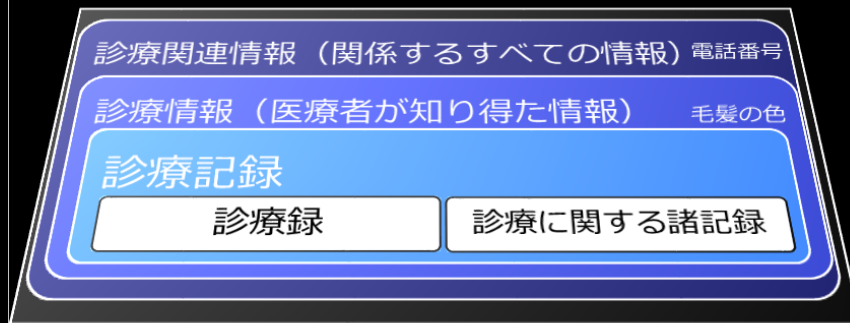 診療関連情報（関係するすべての情報）電話番号
診療情報（医療者が知り得た情報） 毛髪の色
診療記録
診療録 診療に関する諸記録